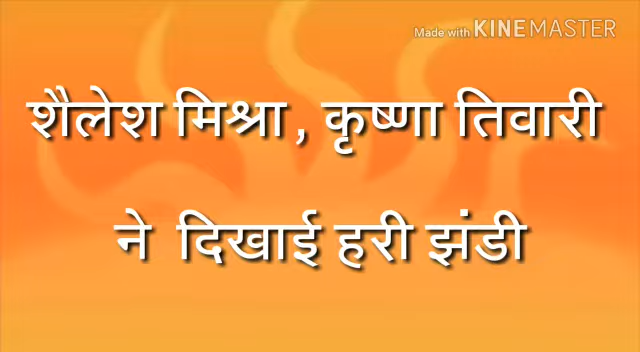 Made with KINEMASTER
शैलेश मिश्रा , कृष्णा तिवारी
ने दिखाई हरी झंडी